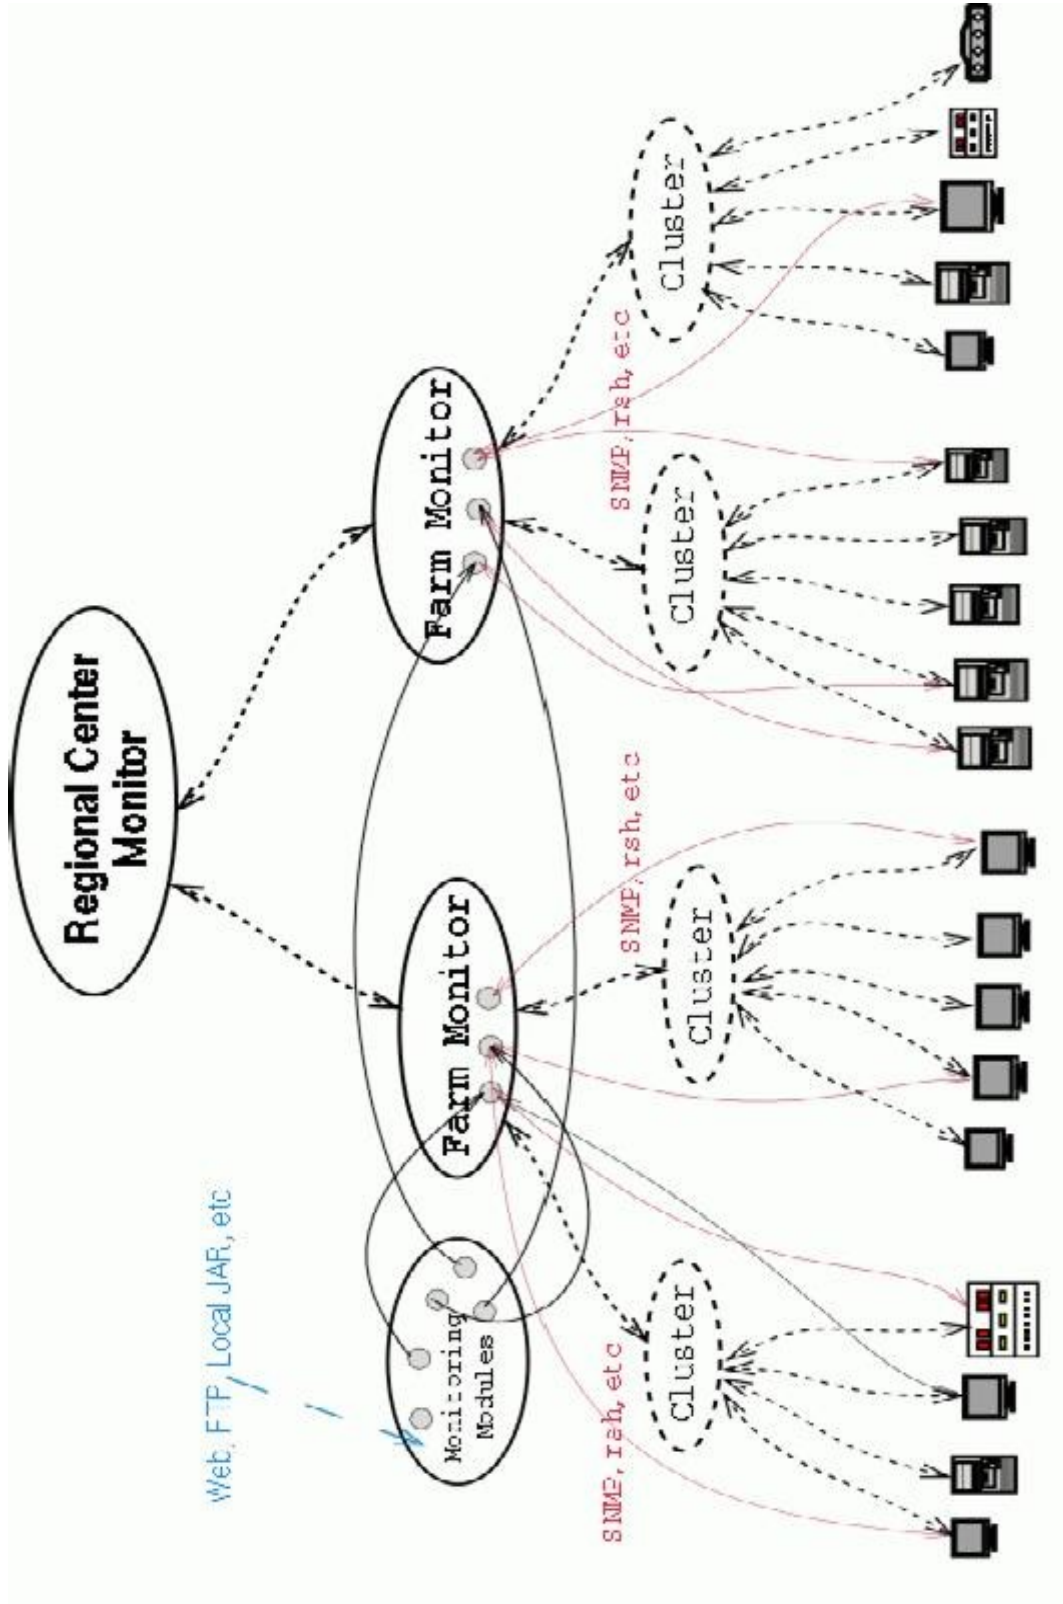 Regional Center
Monitor
Farm Monitor
Farm Monitor
Web, FTP, Local JAR, etc
Monitoring
Modules
SNMP, rsh, etc
SNMP, rsh, etc
SNMP, rsh, etc
Cluster
Cluster
Cluster
Cluster